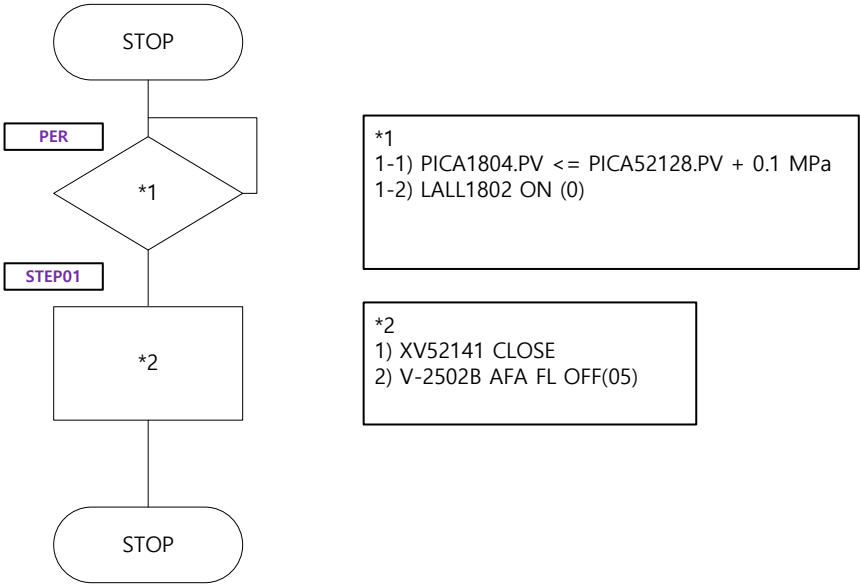 STOP
PER
*1
*1
1-1) PICA1804.PV <= PICA52128.PV + 0.1 MPa
1-2) LALL1802 ON (0)
STEP01
*2
*2
1) XV52141 CLOSE
2) V-2502B AFA FL OFF(05)
STOP